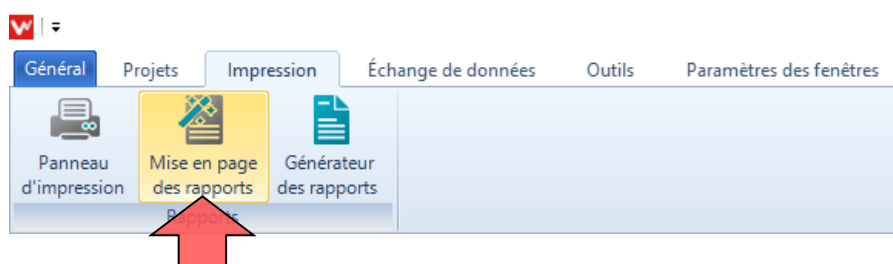 Général Projets Impression Échange de données Outils Paramètres des fenêtres
Panneau Mise en page Générateur
d'impression des rapports des rapports
Rapports